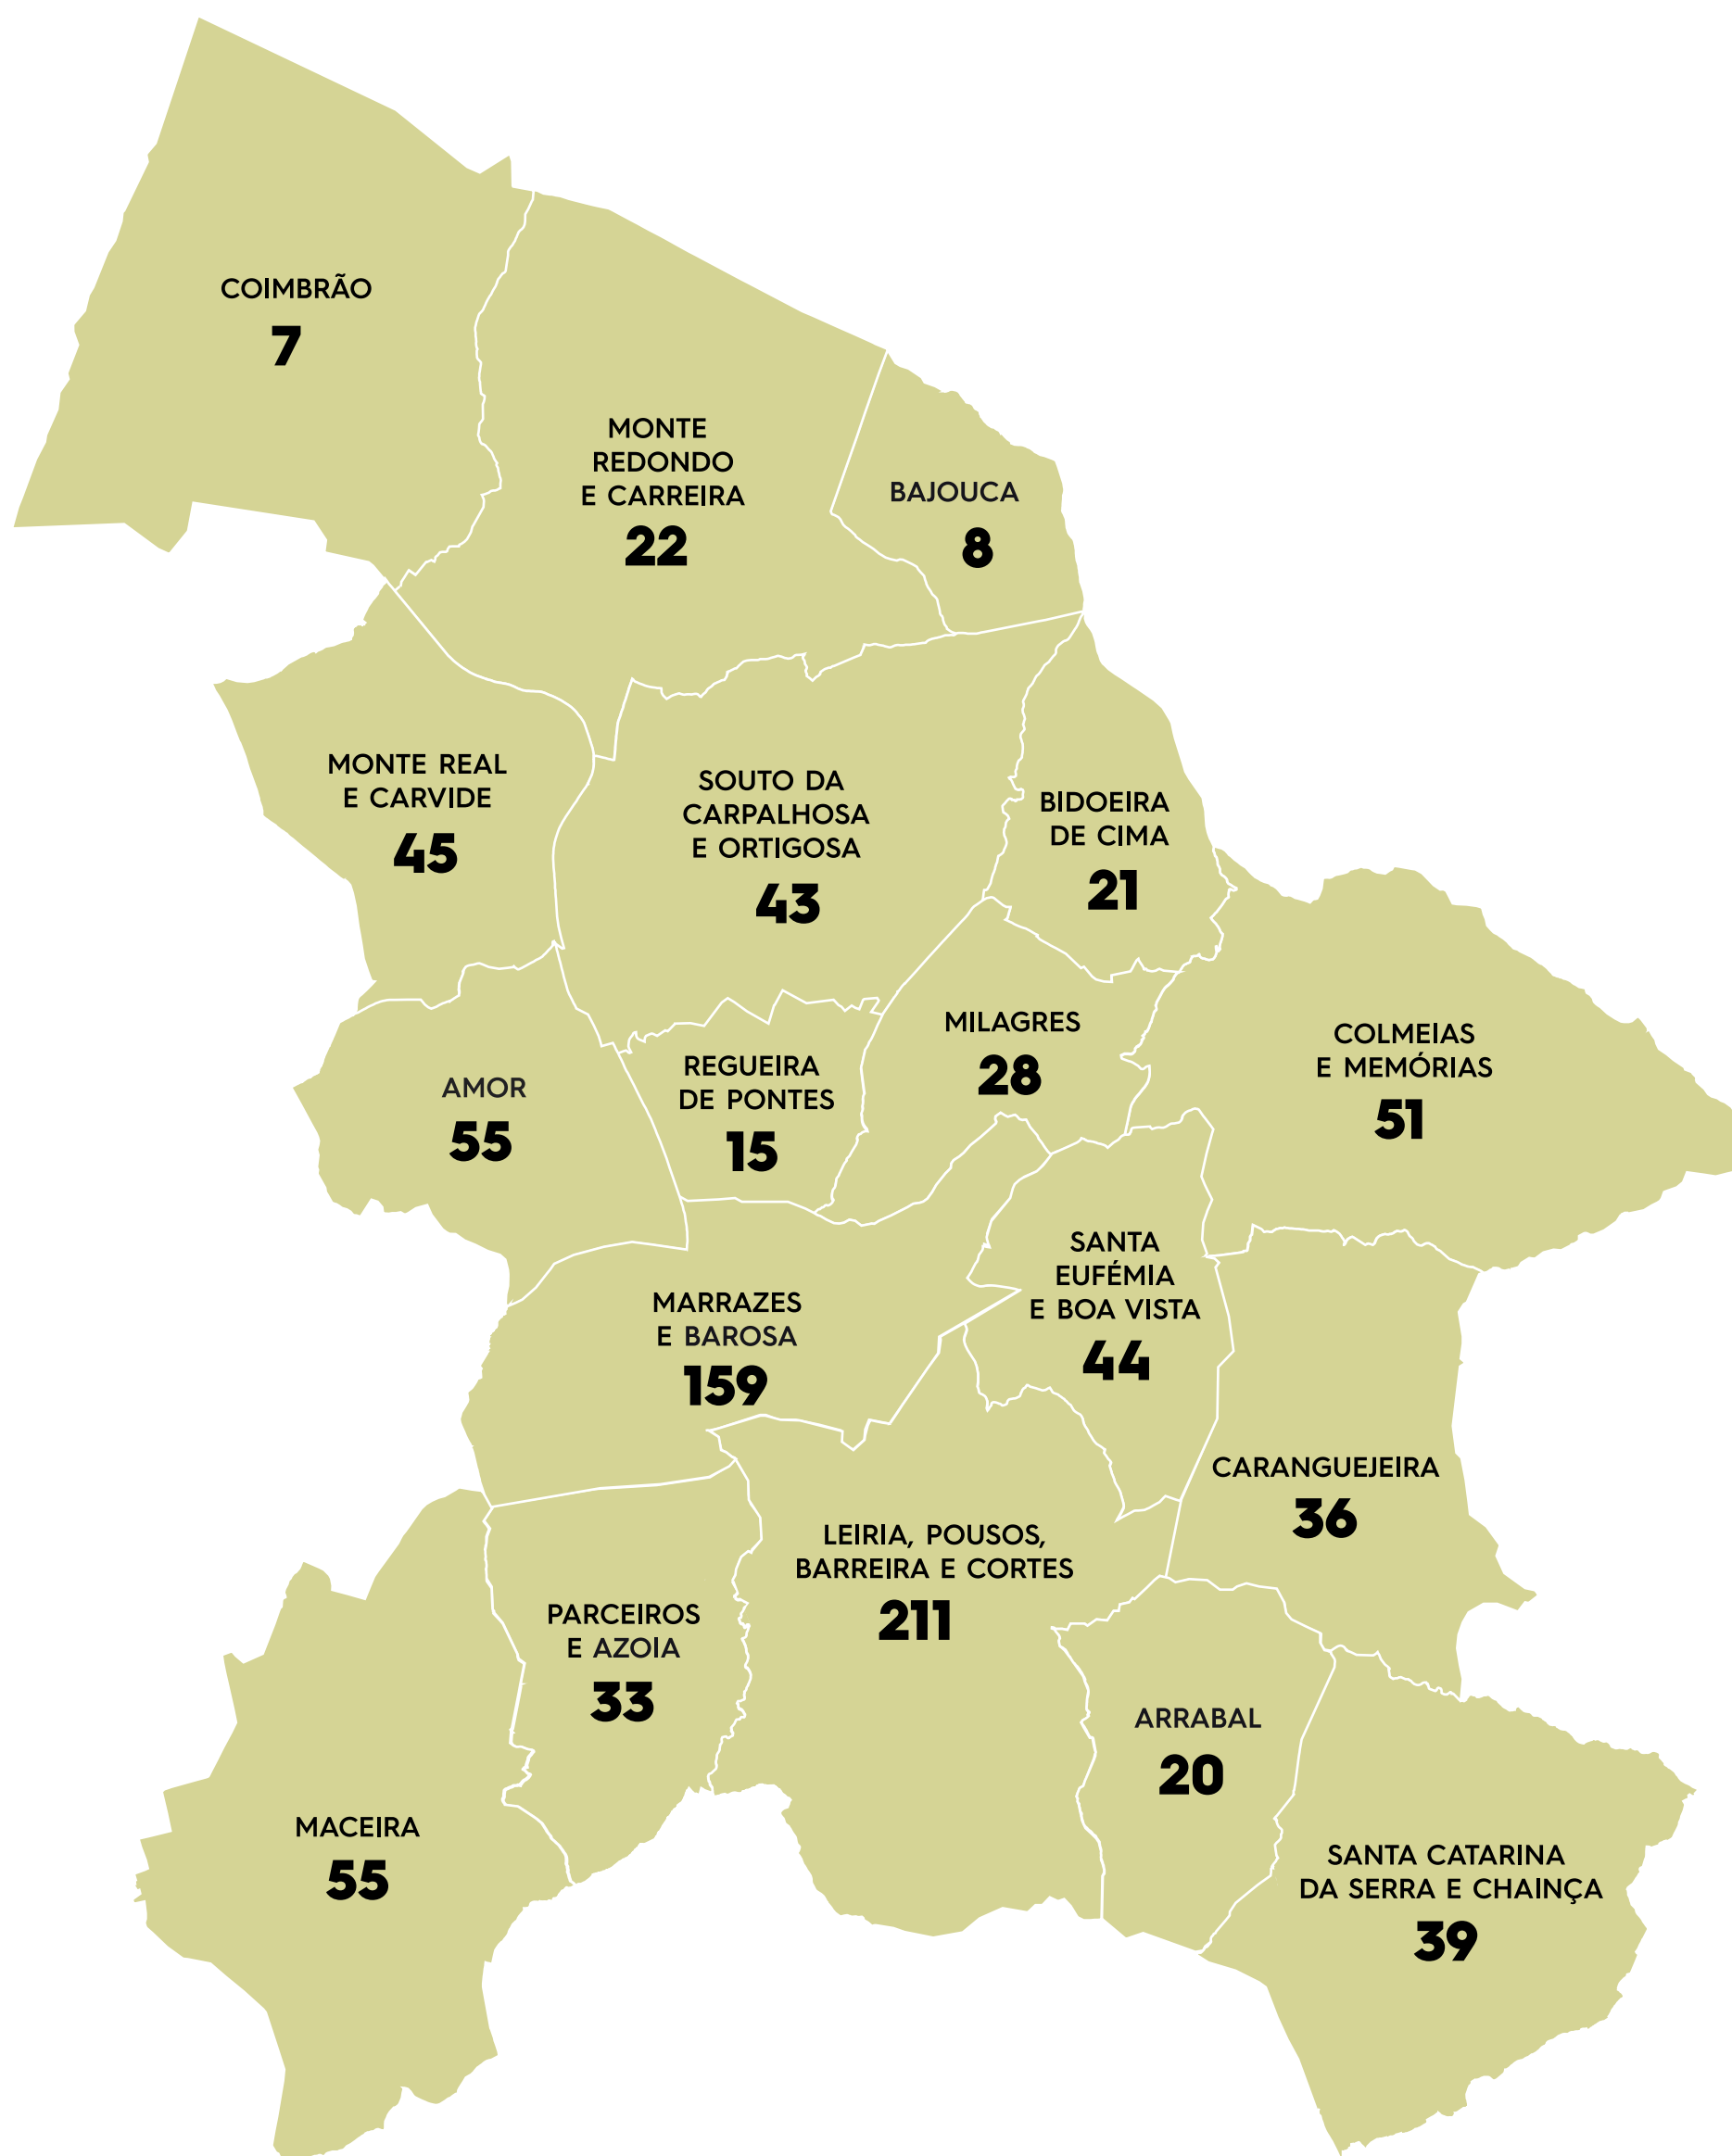 COIMBRÃO
7
MONTE
REDONDO
E CARREIRA
22
BAJOUCA
8
MONTE REAL
E CARVIDE
45
SOUTO DA
CARPALHOSA
E ORTIGOSA
43
BIDOEIRA
DE CIMA
21
MILAGRES
28
COLMEIAS
E MEMÓRIAS
51
AMOR
55
REGUEIRA
DE PONTES
15
SANTA
EUFÉMIA
E BOA VISTA
44
MARRAZES
E BAROSA
159
CARANGUEJEIRA
36
LEIRIA, POUSOS,
BARREIRA E CORTES
211
PARCEIROS
E AZOIA
33
ARRABAL
20
MACEIRA
55
SANTA CATARINA
DA SERRA E CHAINÇA
39